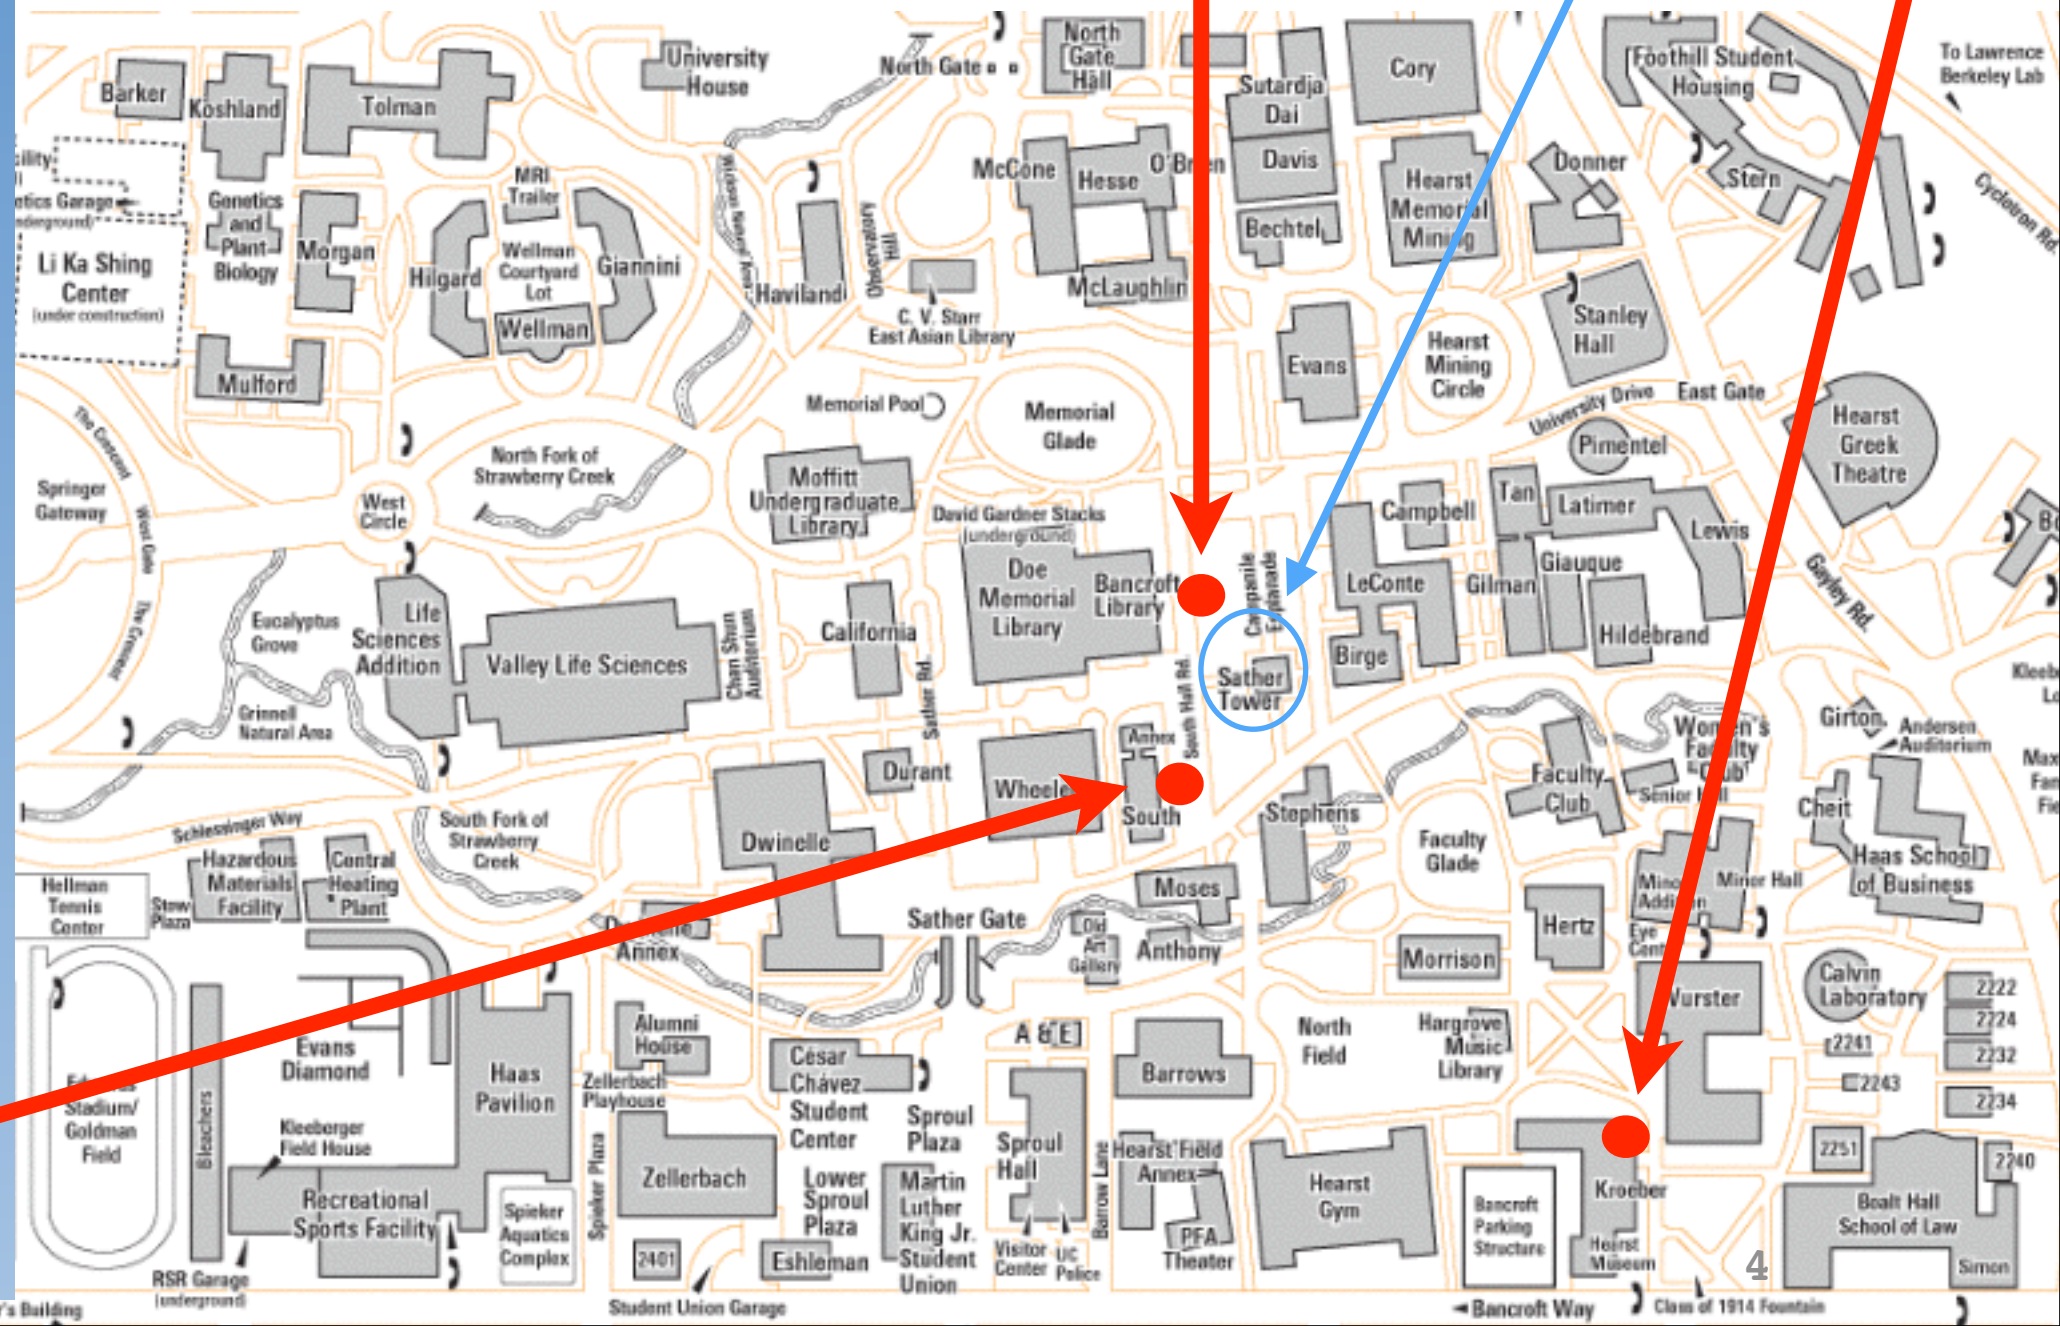 Barker
Koshland
Tolman
University
House
North Gate
North
Gate
Hall
Sutardja
Dai
Cory
Foothill Student
Housing
To Lawrence
Berkeley Lab
Genetics
and
Plant
Biology
Morgan
MRI
Trailer
Hilgard
Wellman
Courtyard
Lot
Giannini
Wellman
Haviland
Observatory
Hill
C. V. Starr
East Asian Library
McCone
Hesse
McLaughlin
Davis
Bechtel
Hearst
Memorial
Mining
Donner
Stern
Cyclotron Rd.
Li Ka Shing
Center
(under construction)
Mulford
Evans
Hearst
Mining
Circle
Stanley
Hall
University Drive
East Gate
Memorial Pool
Memorial
Glade
Pimentel
Hearst
Greek
Theatre
The Crescent
Springer
Gateway
West Gate
The Crescent
West
Circle
North Fork of
Strawberry Creek
Moffitt
Undergraduate
Library
David Gardner Stacks
(underground)
Doe
Memorial
Library
Bancroft
Library
Campanile
Esplanade
Campbell
Tan
Latimer
Lewis
LeConte
Gilman
Giauque
Hildebrand
Birge
Gayley Rd.
Eucalyptus
Grove
Life
Sciences
Addition
Valley Life Sciences
Chan Shun
Auditorium
California
Sather Rd.
South Hall Rd.
Sather
Tower
Grinnell
Natural Area
Durant
Annex
South
Stephens
Faculty
Club
Senior Hall
Girton
Andersen
Auditorium
Cheit
Haas School
of Business
Schlessinger Way
South Fork of
Strawberry
Creek
Dwinelle
Faculty
Glade
Hazardous
Materials
Facility
Central
Heating
Plant
Hellman
Tennis
Center
Moses
Minor Hall
Hertz
Annex
Sather Gate
Old
Art
Gallery
Anthony
Morrison
Calvin
Laboratory
2222
2224
2232
2241
2243
2234
Evans
Diamond
Haas
Pavilion
Alumni
House
Zellerbach
Playhouse
César
Chávez
Student
Center
A & E
Barrows
North
Field
Hargrove
Music
Library
Stadium/
Goldman
Field
Bleachers
Kleeberger
Field House
Recreational
Sports Facility
Spieker
Aquatics
Complex
Spieker Plaza
Zellerbach
Lower
Sproul
Plaza
Sproul
Plaza
Martin
Luther
King Jr.
Student
Union
Sproul
Hall
Barrow Lane
Hearst Field
Annex
PFA
Theater
Hearst
Gym
Bancroft
Parking
Structure
Kroeber
Hearst
Museum
2251
2240
Boalt Hall
School of Law
Simon
RSR Garage
(underground)
2401
Eshleman
Student Union Garage
Visitor
Center
UC
Police
4
Bancroft Way
Class of 1914 Fountain
's Building